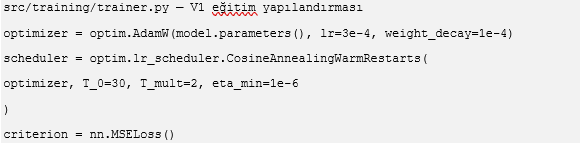 src/training/trainer.py — V1 eğitim yapılandırması
optimizer = optim.AdamW(model.parameters(), lr=3e-4, weight_decay=1e-4)
scheduler = optim.lr_scheduler.CosineAnnealingWarmRestarts(
optimizer, T_0=30, T_mult=2, eta_min=1e-6
)
criterion = nn.MSELoss()